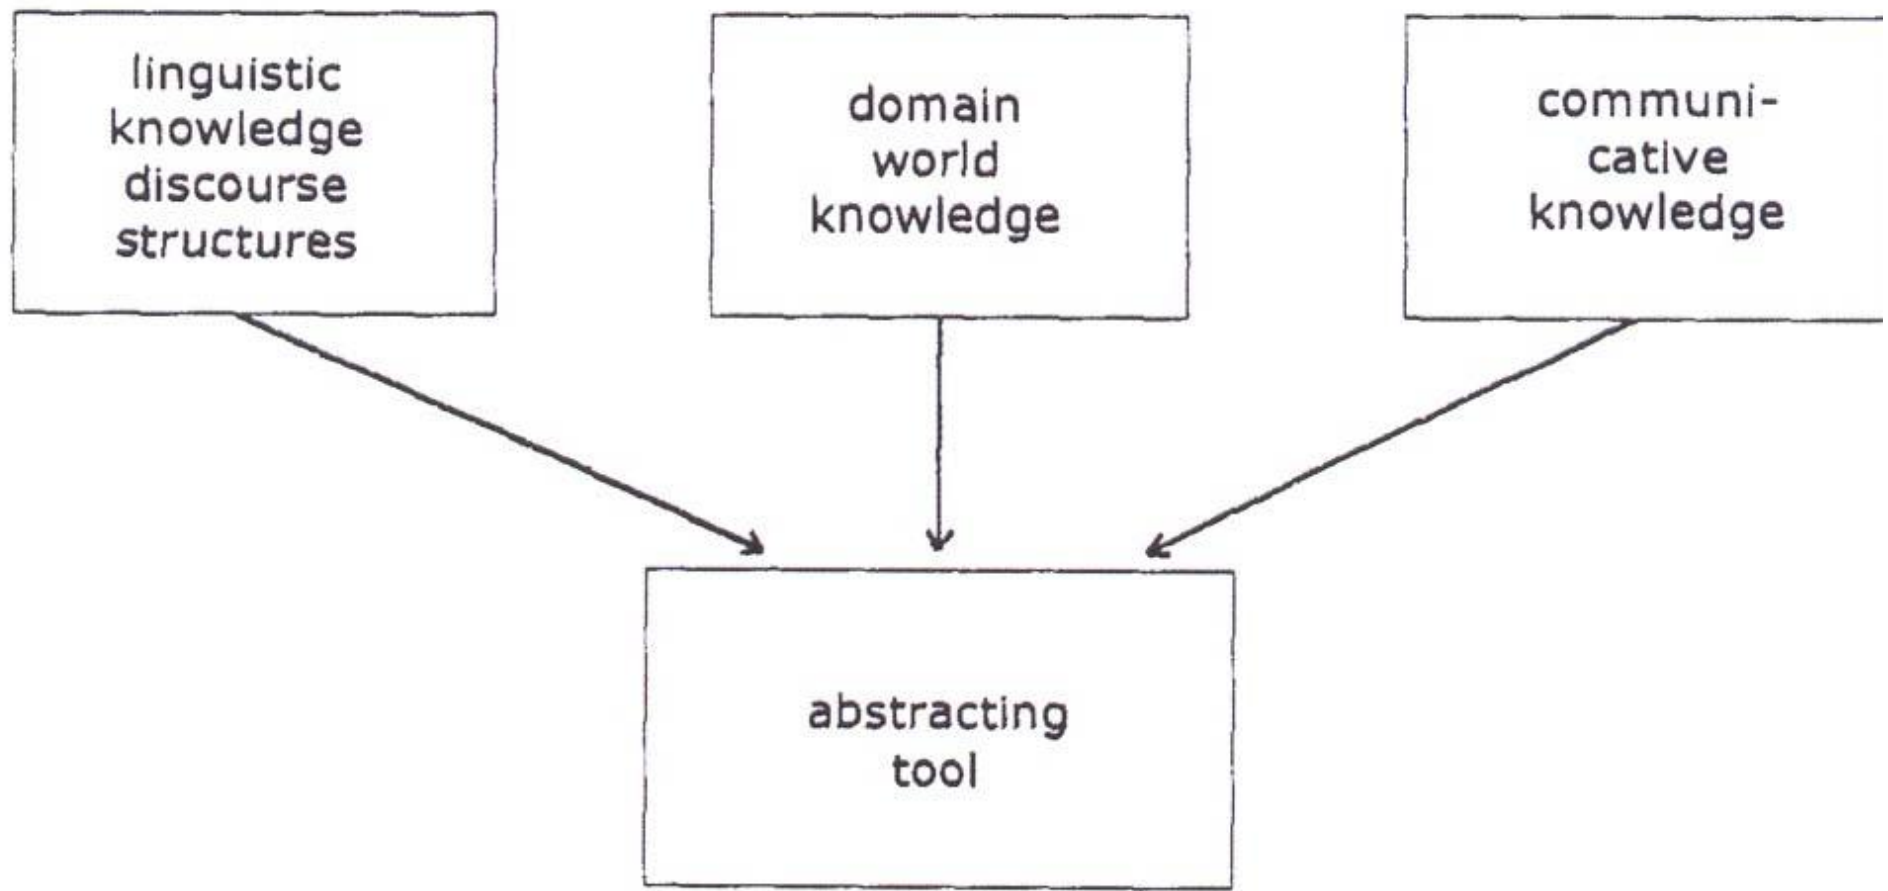 linguistic
knowledge
discourse
structures
domain
world
knowledge
communi-
cative
knowledge
abstracting
tool